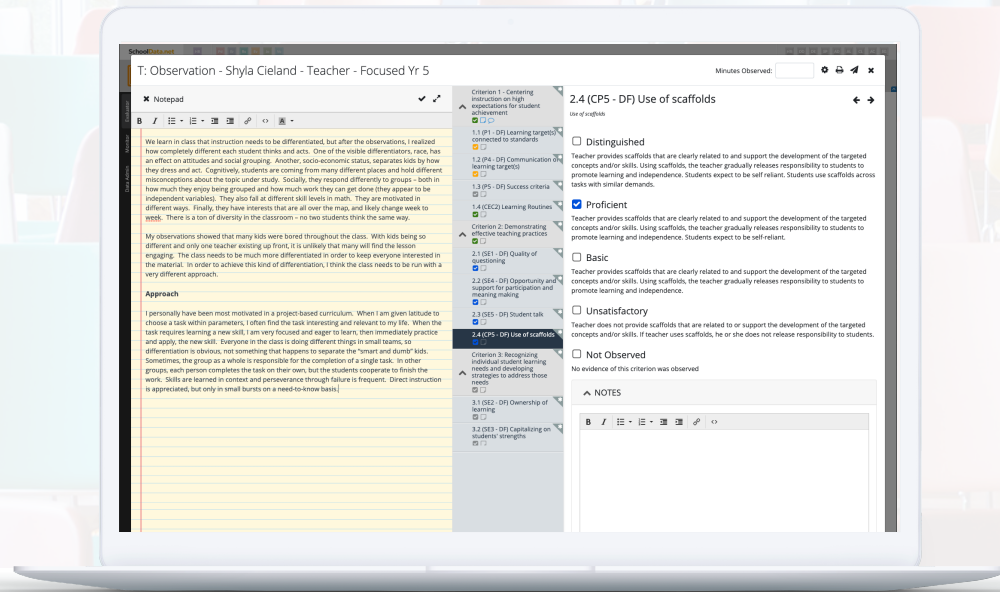 SchoolData.net
T: Observation - Shyla Cieland - Teacher - Focused Yr 5
Minutes Observed:
Notepad
B I A
We learn in class that instruction needs to be differentiated, but after the observations, I realized
how completely different each student thinks and acts. One of the visible differentiators, race, has
an effect on attitudes and social grouping. Another, socio-economic status, separates kids by how
they dress and act. Cognitively, students are coming from many different places and hold different
misconceptions about the topic under study. Socially, they respond differently to groups – both in
how much they enjoy being grouped and how much work they can get done (they appear to be
independent variables). They also fall at different skill levels in math. They are motivated in
different ways. Finally, they have interests that are all over the map, and likely change week to
week. There is a ton of diversity in the classroom – no two students think the same way.
My observations showed that many kids were bored throughout the class. With kids being so
different and only one teacher existing up front, it is unlikely that many will find the lesson
engaging. The class needs to be much more differentiated in order to keep everyone interested in
the material. In order to achieve this kind of differentiation, I think the class needs to be run with a
very different approach.
Approach
I personally have been most motivated in a project-based curriculum. When I am given latitude to
choose a task within parameters, I often find the task interesting and relevant to my life. When the
task requires learning a new skill, I am very focused and eager to learn, then immediately practice
and apply, the new skill. Everyone in the class is doing different things in small teams, so
differentiation is obvious, not something that happens to separate the "smart and dumb" kids.
Sometimes, the group as a whole is responsible for the completion of a single task. In other
groups, each person completes the task on their own, but the students cooperate to finish the
work. Skills are learned in context and perseverance through failure is frequent. Direct instruction
is appreciated, but only in small bursts on a need-to-know basis.
Criterion 1 - Centering
instruction on high
expectations for student
achievement
1.1 (P1 - DF) Learning target(s)
connected to standards
1.2 (P4 - DF) Communication of
learning target(s)
1.3 (P5 - DF) Success criteria
1.4 (CEC2) Learning Routines
Criterion 2: Demonstrating
effective teaching practices
2.1 (SE1 - DF) Quality of
questioning
2.2 (SE4 - DF) Opportunity and
support for participation and
meaning making
2.3 (SE5 - DF) Student talk
2.4 (CP5 - DF) Use of scaffolds
Criterion 3: Recognizing
individual student learning
needs and developing
strategies to address those
needs
3.1 (SE2 - DF) Ownership of
learning
3.2 (SE3 - DF) Capitalizing on
students' strengths
2.4 (CP5 - DF) Use of scaffolds
Use of scaffolds
Distinguished
Teacher provides scaffolds that are clearly related to and support the development of the targeted
concepts and/or skills. Using scaffolds, the teacher gradually releases responsibility to students to
promote learning and independence. Students expect to be self reliant. Students use scaffolds across
tasks with similar demands.
Proficient
Teacher provides scaffolds that are clearly related to and support the development of the targeted
concepts and/or skills. Using scaffolds, the teacher gradually releases responsibility to students to
promote learning and independence. Students expect to be self-reliant.
Basic
Teacher provides scaffolds that are clearly related to and support the development of the targeted
concepts and/or skills. Using scaffolds, the teacher gradually releases responsibility to students to
promote learning and independence.
Unsatisfactory
Teacher does not provide scaffolds that are related to or support the development of the targeted
concepts and/or skills. If teacher uses scaffolds, he or she does not release responsibility to students.
Not Observed
No evidence of this criterion was observed
NOTES
B I